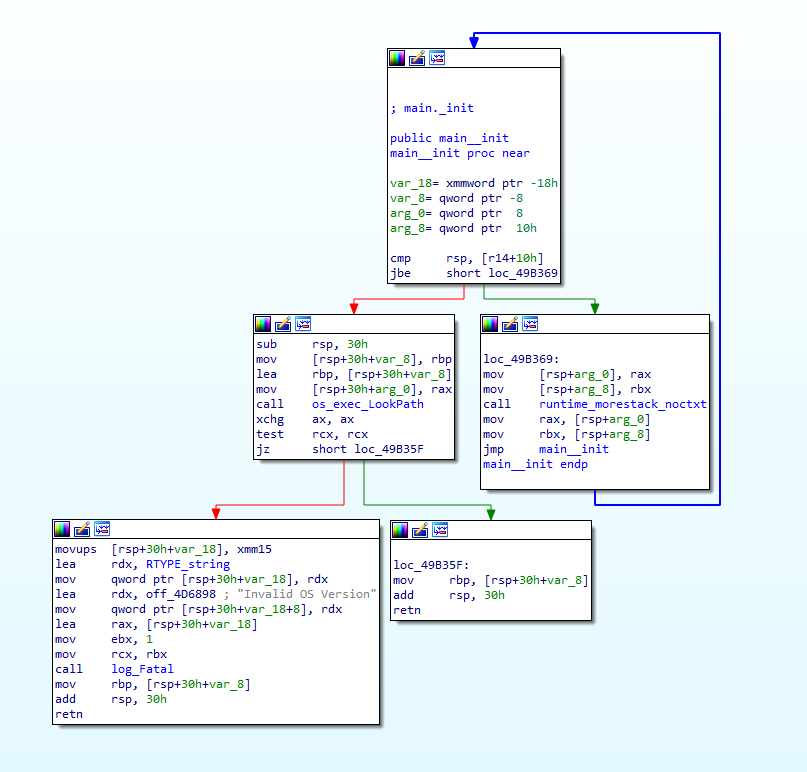 ; main._init
public main__init
main__init proc near
var_18= xmmword ptr -18h
var_8= qword ptr -8
arg_0= qword ptr  8
arg_8= qword ptr  10h
cmp     rsp, [r14+10h]
jbe     short loc_49B369
sub     rsp, 30h
mov     [rsp+30h+var_8], rbp
lea     rbp, [rsp+30h+var_8]
mov     [rsp+30h+arg_0], rax
call    os_exec_LookPath
xchg    ax, ax
test    rcx, rcx
jz      short loc_49B35F
loc_49B369:
mov     [rsp+arg_0], rax
mov     [rsp+arg_8], rbx
call    runtime_morestack_noctxt
mov     rax, [rsp+arg_0]
mov     rbx, [rsp+arg_8]
jmp     main__init
main__init endp
movups  [rsp+30h+var_18], xmm15
lea     rdx, RTYPE_string
mov     qword ptr [rsp+30h+var_18], rdx
lea     rdx, off_4D6898 ; "Invalid OS Version"
mov     qword ptr [rsp+30h+var_18+8], rdx
lea     rax, [rsp+30h+var_18]
mov     ebx, 1
mov     rcx, rbx
call    log_Fatal
mov     rbp, [rsp+30h+var_8]
add     rsp, 30h
retn
loc_49B35F:
mov     rbp, [rsp+30h+var_8]
add     rsp, 30h
retn